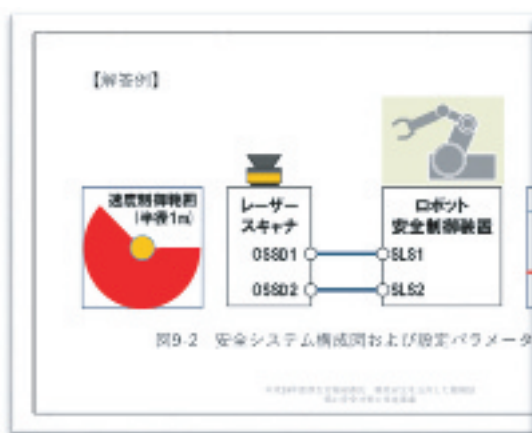 【解答例】
速度制御範囲
(半径1m)
レーザー
スキャナ
OSSD1
OSSD2
ロボット
安全制御装置
SLS1
SLS2
図9-2 安全システム構成図および設定パラメータ